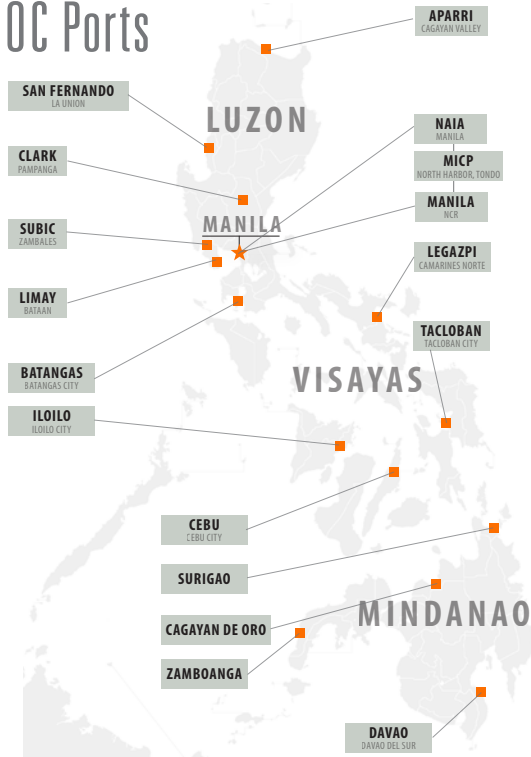 OC Ports
APARRI
CAGAYAN VALLEY
SAN FERNANDO
LA UNION
LUZON
NAIA
MANILA
CLARK
PAMPANGA
MICP
NORTH HARBOR, TONDO
MANILA
NCR
MANILA
SUBIC
ZAMBALES
LEGAZPI
CAMARINES NORTE
LIMAY
BATAAN
TACLOBAN
TACLOBAN CITY
BATANGAS
BATANGAS CITY
VISAYAS
ILOILO
ILOILO CITY
CEBU
CEBU CITY
SURIGAO
MINDANAO
CAGAYAN DE ORO
ZAMBOANGA
DAVAO
DAVAO DEL SUR